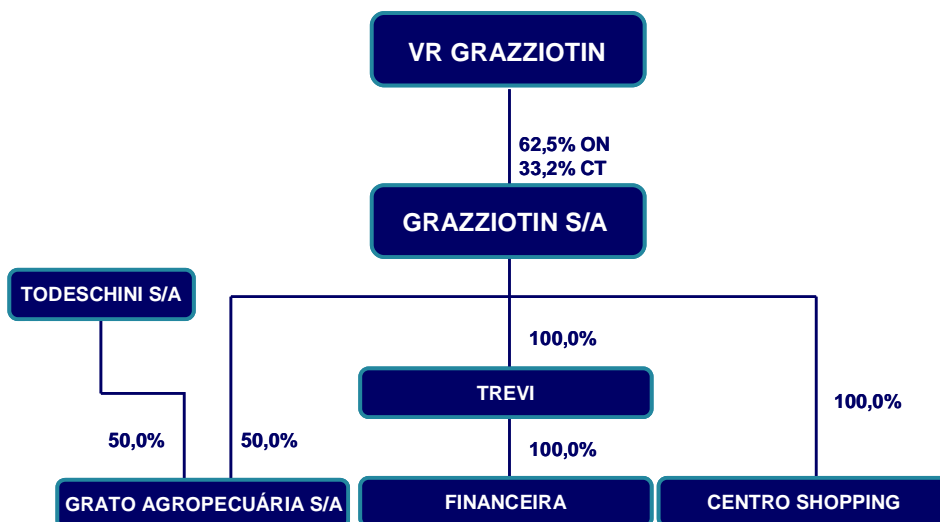 VR GRAZZIOTIN
62,5% ON
33,2% CT
GRAZZIOTIN S/A
TODESCHINI S/A
100,0%
TREVI
100,0%
50,0%
50,0%
100,0%
GRATO AGROPECUÁRIA S/A
FINANCEIRA
CENTRO SHOPPING